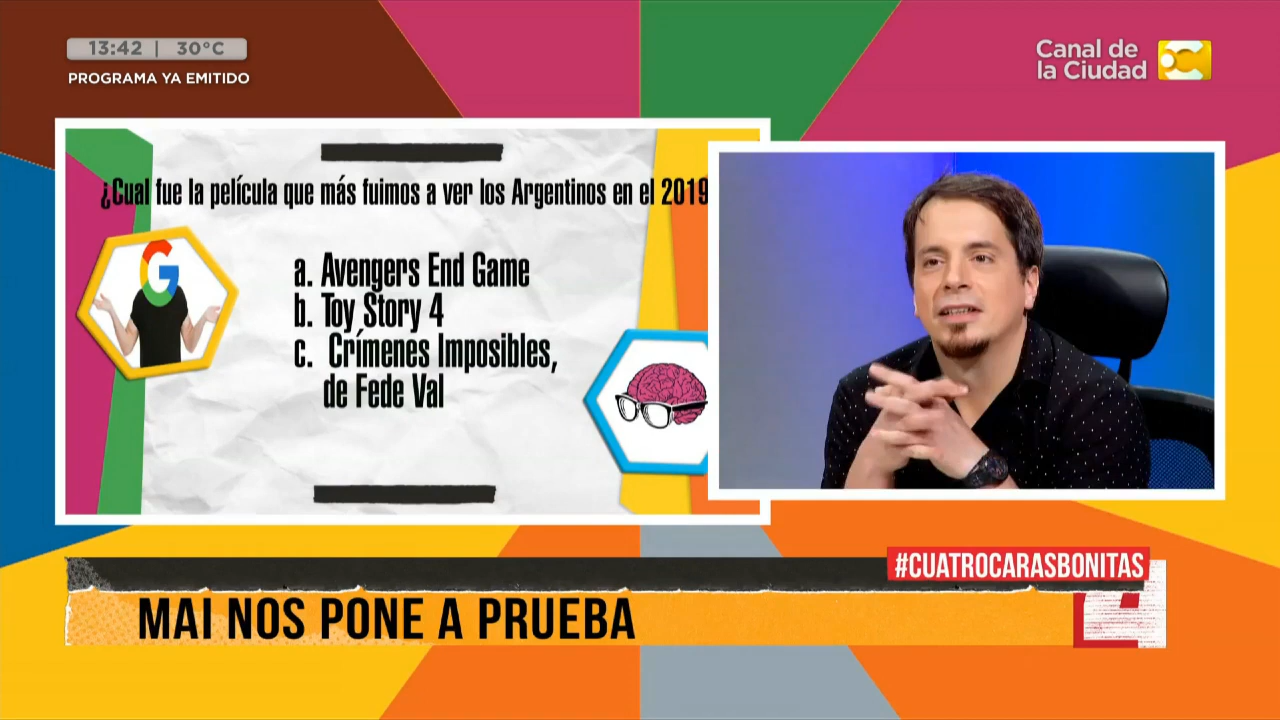 13:42 | 30°C
PROGRAMA YA EMITIDO
Canal de
la Ciudad
¿Cual fue la película que más fuimos a ver los Argentinos en el 2019
a. Avengers End Game
b. Toy Story 4
c. Crímenes Imposibles,
de Fede Val
#CUATROCARASBONITAS
MAI NOS PONE A PRUEBA